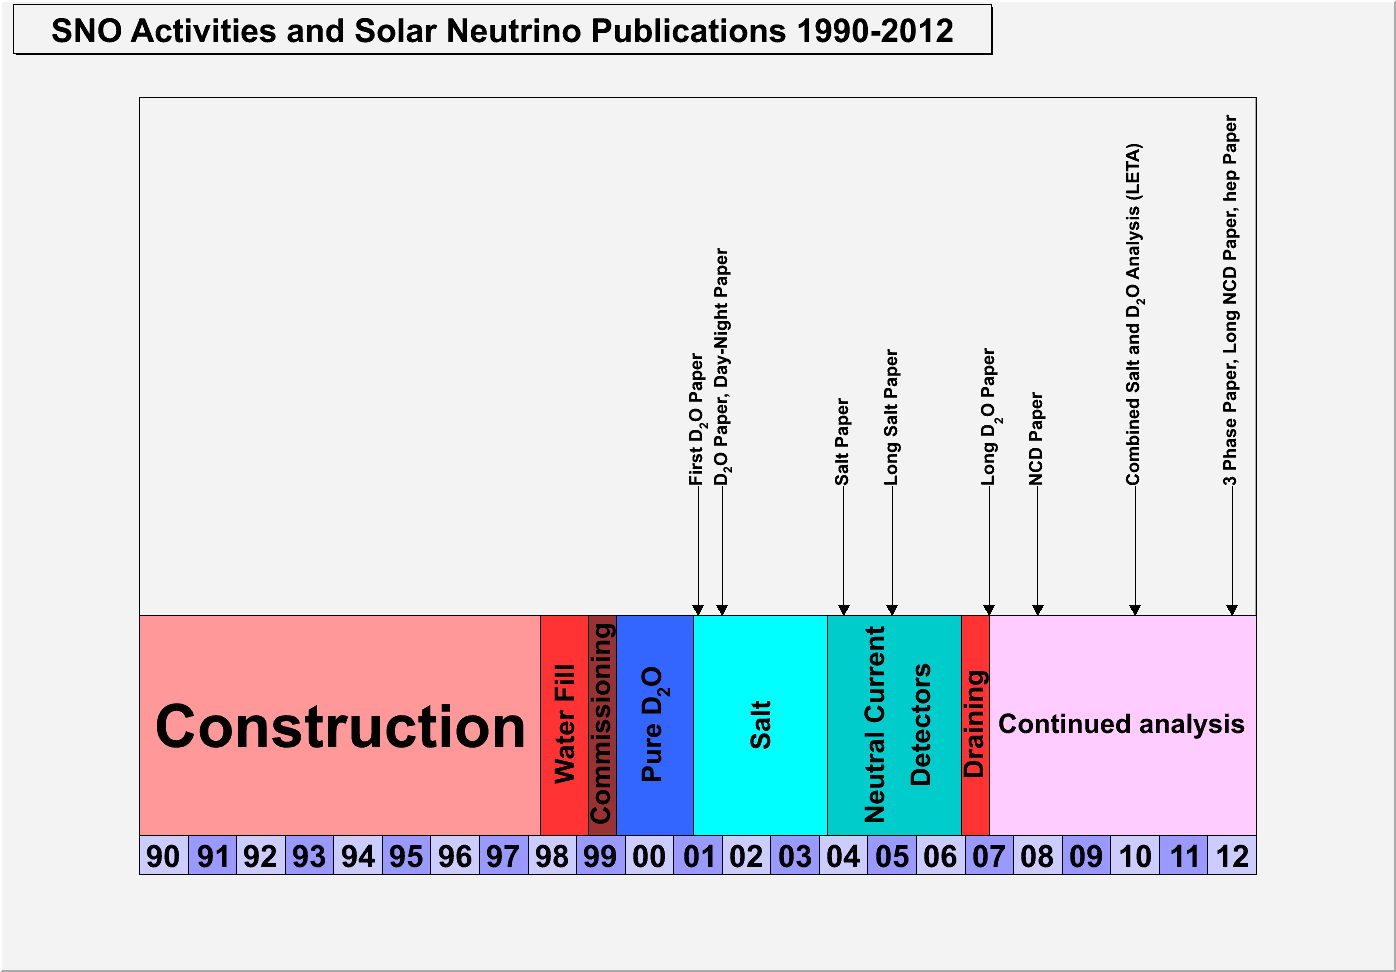 SNO Activities and Solar Neutrino Publications 1990-2012
First D₂O Paper
D₂O Paper, Day-Night Paper
Salt Paper
Long Salt Paper
Long D₂O Paper
NCD Paper
Combined Salt and D₂O Analysis (LETA)
3 Phase Paper, Long NCD Paper, hep Paper
Construction
Water Fill
Commissioning
Pure D₂O
Salt
Neutral Current
Detectors
Draining
Continued analysis
90 91 92 93 94 95 96 97 98 99 00 01 02 03 04 05 06 07 08 09 10 11 12